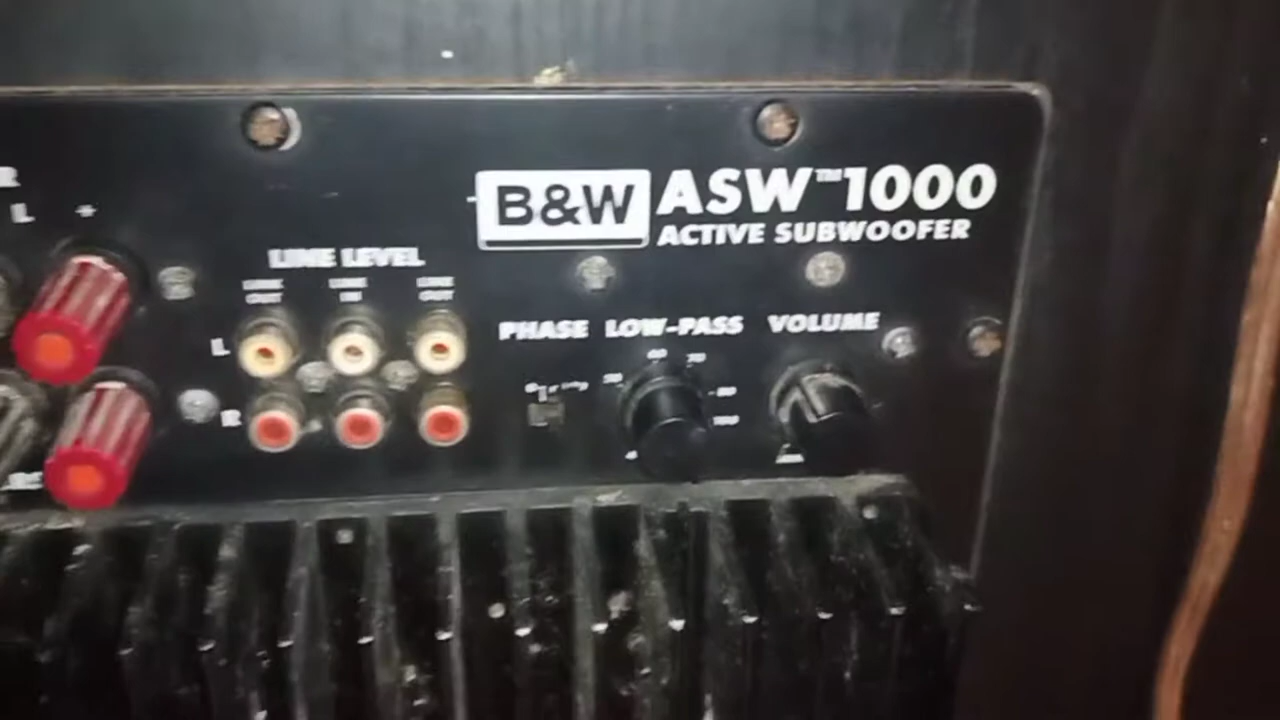 R
L +
B&W ASW™1000
ACTIVE SUBWOOFER
LINE LEVEL
LINE OUT
LINE IN
LINE OUT
PHASE LOW-PASS VOLUME
L
R